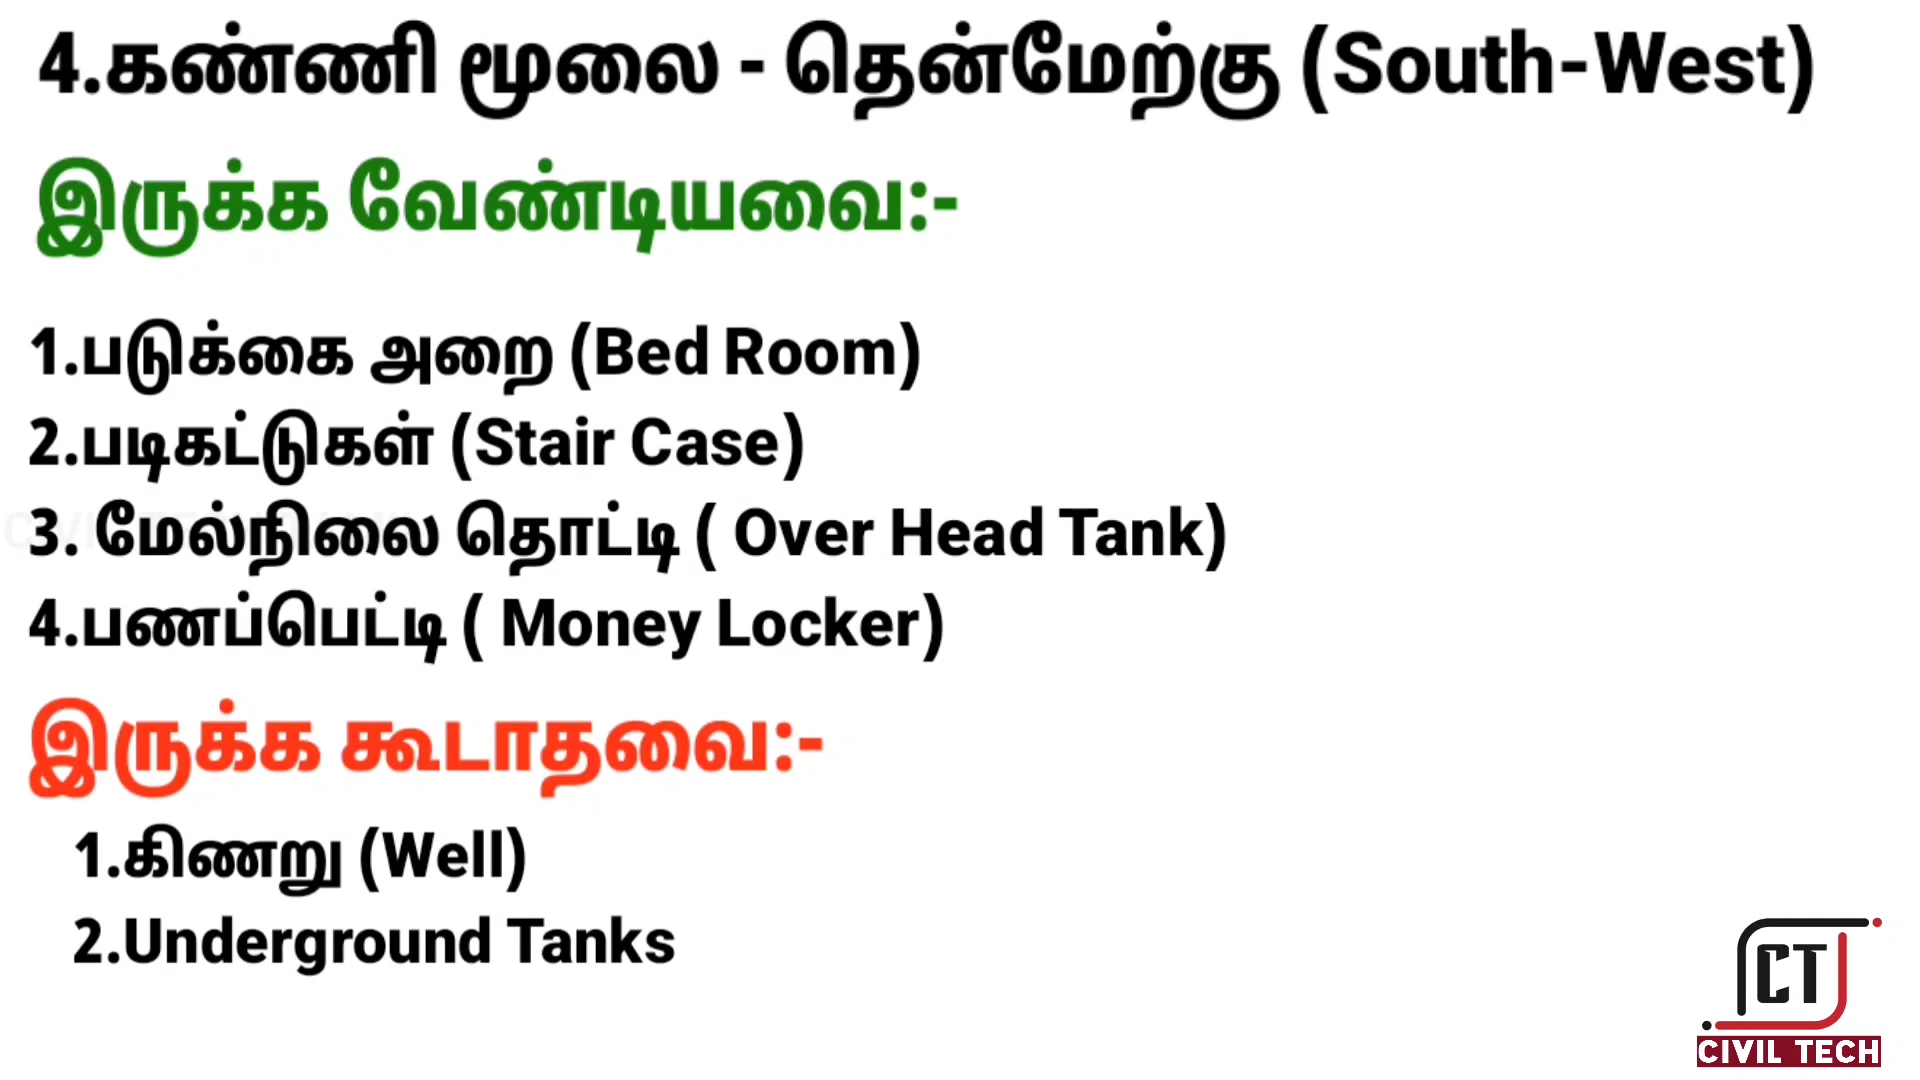 4.கண்ணி மூலை - தென்மேற்கு (South-West)
இருக்க வேண்டியவை:-
1.படுக்கை அறை (Bed Room)
2.படிகட்டுகள் (Stair Case)
3. மேல்நிலை தொட்டி ( Over Head Tank)
4.பணப்பெட்டி ( Money Locker)
இருக்க கூடாதவை:-
1.கிணறு (Well)
2.Underground Tanks
CT
CIVIL TECH